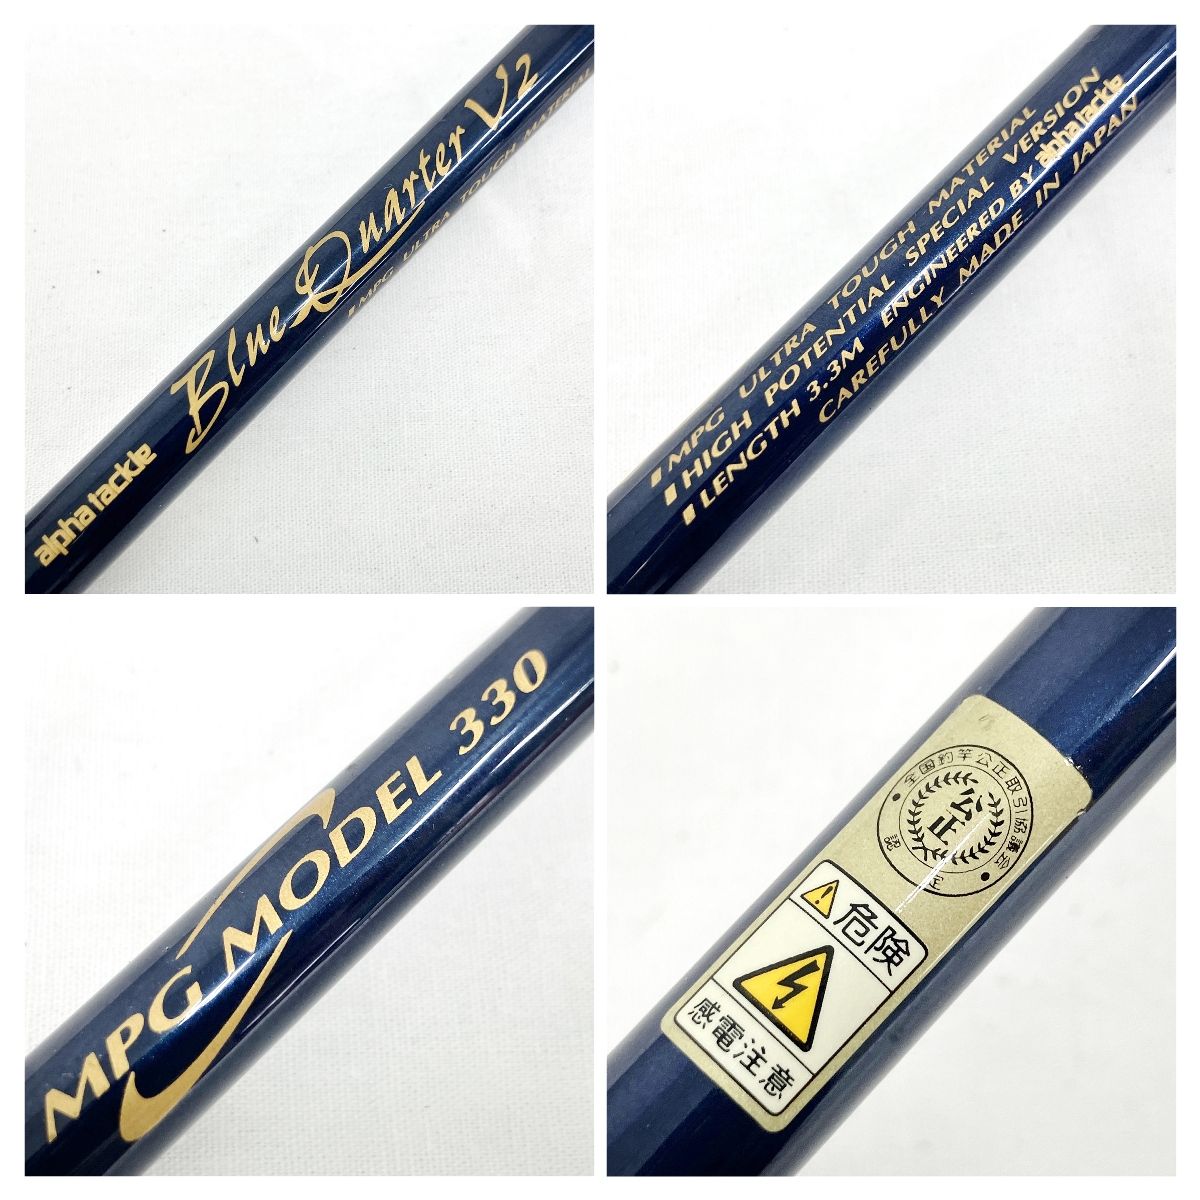 alpha tackle
Blue Quarter V2
MPG ULTRA TOUGH MATERIAL
MPG ULTRA TOUGH MATERIAL
HIGH POTENTIAL SPECIAL VERSION
LENGTH 3.3M ENGINEERED BY alpha tackle
CAREFULLY MADE IN JAPAN
MPG MODEL 330
全国釣竿公正取引協議会
公正
認定
危険
感電注意